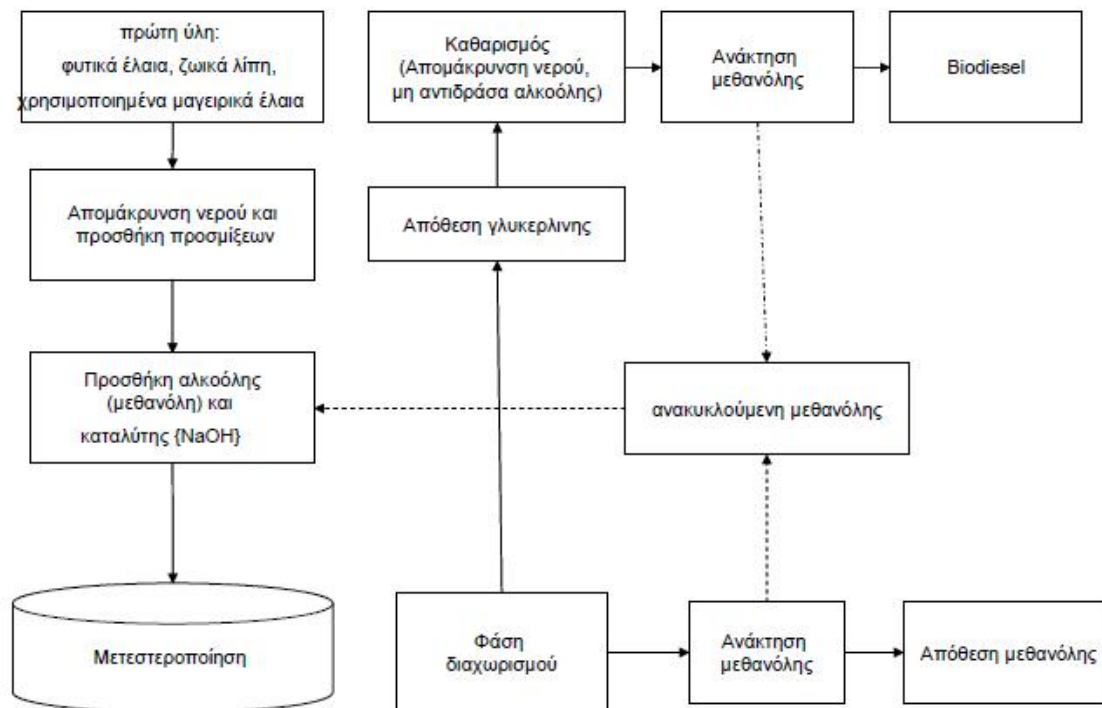 πρώτη ύλη:
φυτικά έλαια, ζωικά λίπη,
χρησιμοποιημένα μαγειρικά έλαια
Απομάκρυνση νερού και
προσθήκη προσμίξεων
Προσθήκη αλκοόλης
(μεθανόλη) και
καταλύτης {NaOH}
Μετεστεροποίηση
Καθαρισμός
(Απομάκρυνση νερού,
μη αντιδράσα αλκοόλης)
Απόθεση γλυκερλινης
Φάση
διαχωρισμού
Ανάκτηση
μεθανόλης
Biodiesel
ανακυκλούμενη μεθανόλης
Ανάκτηση
μεθανόλης
Απόθεση μεθανόλης